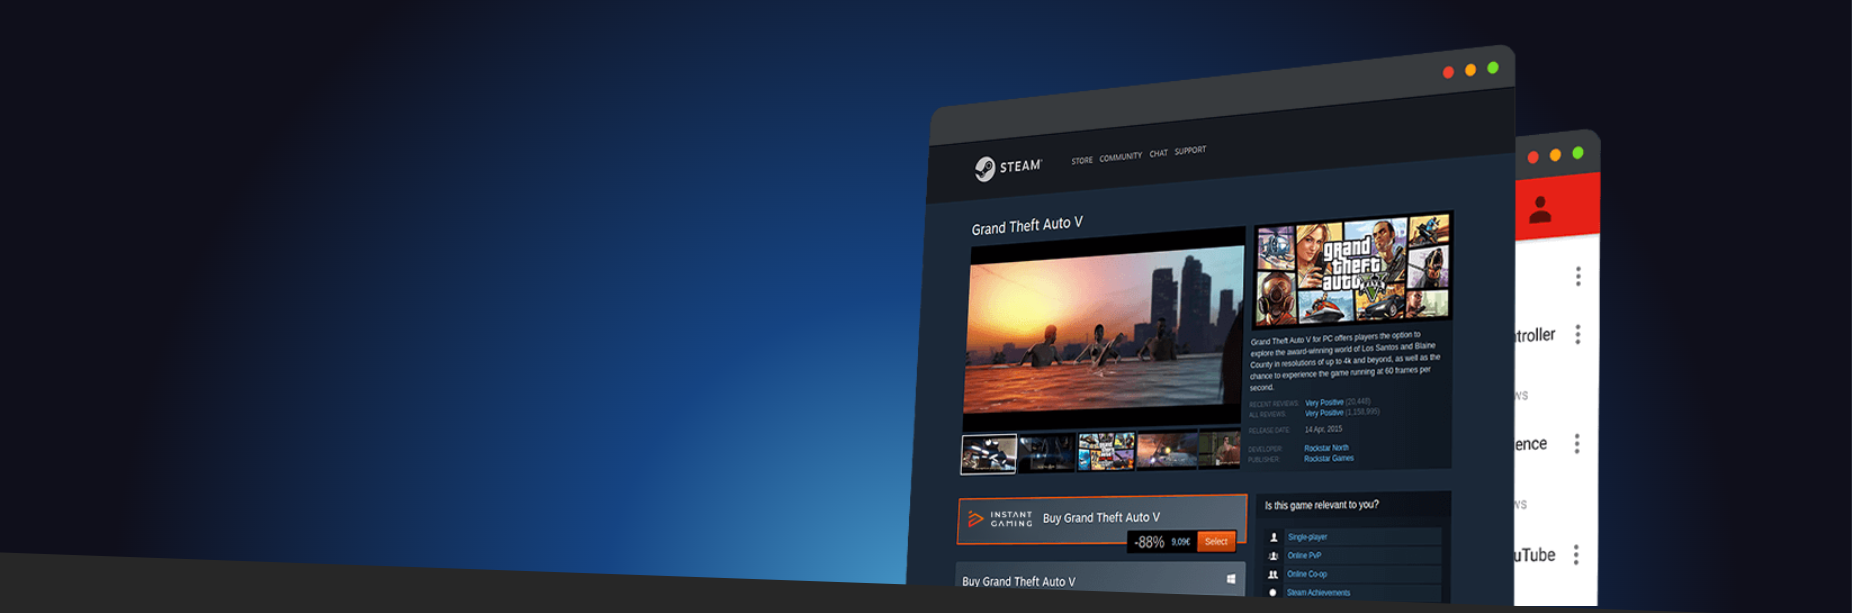 STEAM
STORE COMMUNITY CHAT SUPPORT
Grand Theft Auto V
grand
theft
auto
V
Grand Theft Auto V for PC offers players the option to
explore the award-winning world of Los Santos and Blaine
County in resolutions of up to 4k and beyond, as well as the
chance to experience the game running at 60 frames per
second.
RECENT REVIEWS: Very Positive (20,448)
ALL REVIEWS: Very Positive
RELEASE DATE: 14 Apr, 2015
DEVELOPER: Rockstar North
PUBLISHER: Rockstar Games
INSTANT
GAMING
Buy Grand Theft Auto V
-88% 9,09€ Select
Buy Grand Theft Auto V
Is this game relevant to you?
Single-player
Online PvP
Online Co-op
Steam Achievements
ntroller
ws
ence
ws
uTube